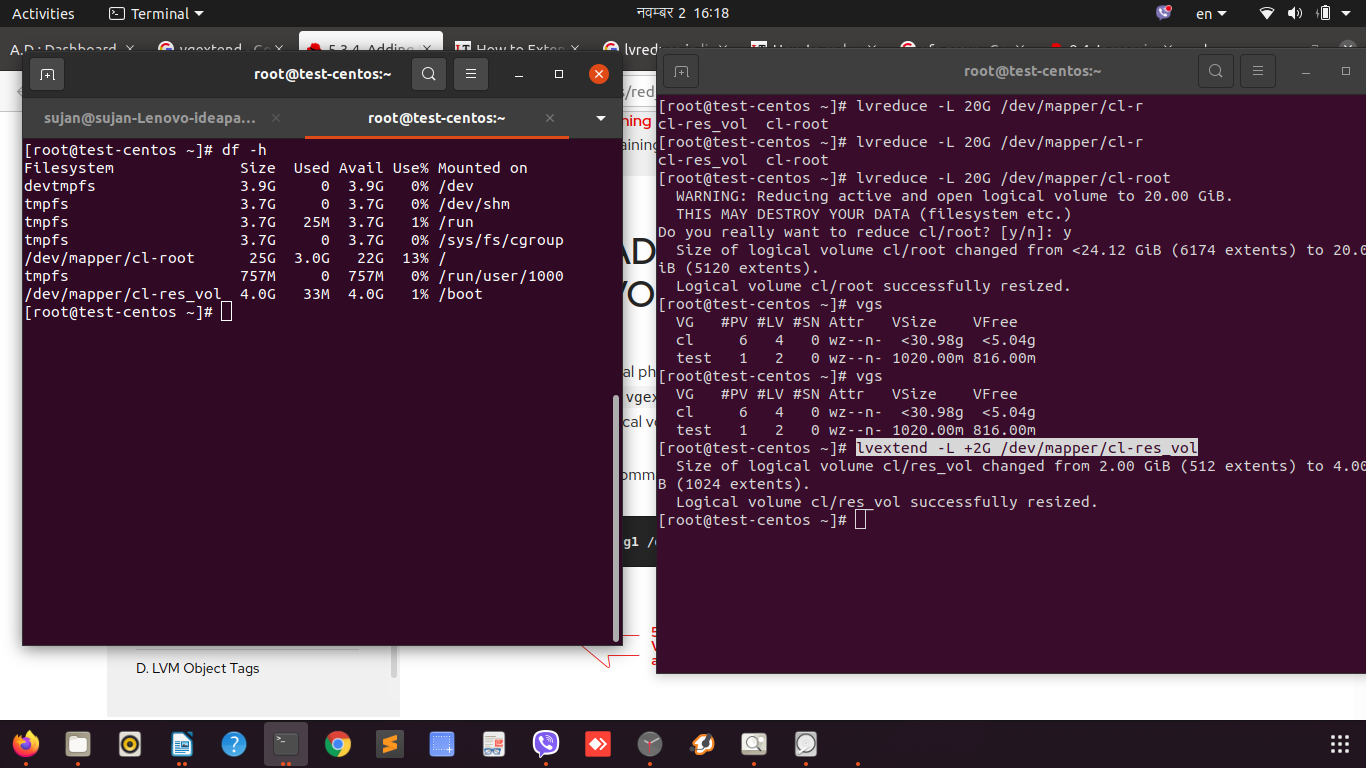 Activities
Terminal
नवम्बर 2 16:18
en
A.D : Dashboard
vgextend
5.3.4. Adding
How to Exte
lvreduce
root@test-centos:~
root@test-centos:~
sujan@sujan-Lenovo-ideapa...
root@test-centos:~
[root@test-centos ~]# df -h
Filesystem Size Used Avail Use% Mounted on
devtmpfs 3.9G 0 3.9G 0% /dev
tmpfs 3.7G 0 3.7G 0% /dev/shm
tmpfs 3.7G 25M 3.7G 1% /run
tmpfs 3.7G 0 3.7G 0% /sys/fs/cgroup
/dev/mapper/cl-root 25G 3.0G 22G 13% /
tmpfs 757M 0 757M 0% /run/user/1000
/dev/mapper/cl-res_vol 4.0G 33M 4.0G 1% /boot
[root@test-centos ~]#
[root@test-centos ~]# lvreduce -L 20G /dev/mapper/cl-r
cl-res_vol cl-root
[root@test-centos ~]# lvreduce -L 20G /dev/mapper/cl-r
cl-res_vol cl-root
[root@test-centos ~]# lvreduce -L 20G /dev/mapper/cl-root
WARNING: Reducing active and open logical volume to 20.00 GiB.
THIS MAY DESTROY YOUR DATA (filesystem etc.)
Do you really want to reduce cl/root? [y/n]: y
Size of logical volume cl/root changed from <24.12 GiB (6174 extents) to 20.0
iB (5120 extents).
Logical volume cl/root successfully resized.
[root@test-centos ~]# vgs
VG #PV #LV #SN Attr VSize VFree
cl 6 4 0 wz--n- <30.98g <5.04g
test 1 2 0 wz--n- 1020.00m 816.00m
[root@test-centos ~]# vgs
VG #PV #LV #SN Attr VSize VFree
cl 6 4 0 wz--n- <30.98g <5.04g
test 1 2 0 wz--n- 1020.00m 816.00m
[root@test-centos ~]# lvextend -L +2G /dev/mapper/cl-res_vol
Size of logical volume cl/res_vol changed from 2.00 GiB (512 extents) to 4.00
B (1024 extents).
Logical volume cl/res_vol successfully resized.
[root@test-centos ~]#
D. LVM Object Tags